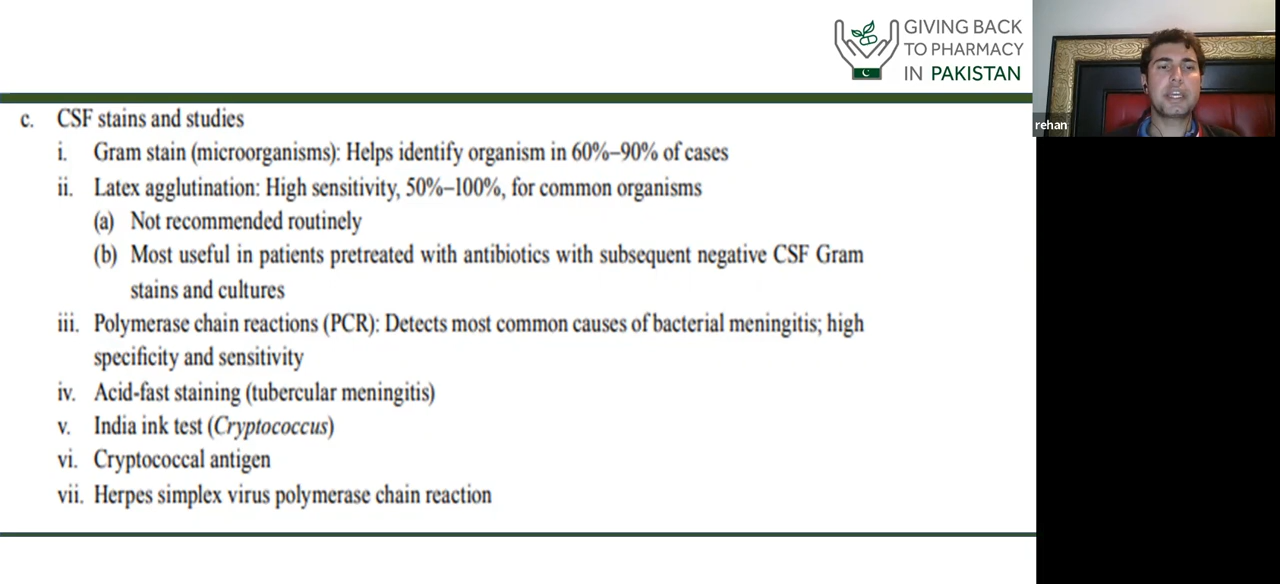 GIVING BACK
TO PHARMACY
IN PAKISTAN
rehan
c. CSF stains and studies
i. Gram stain (microorganisms): Helps identify organism in 60%–90% of cases
ii. Latex agglutination: High sensitivity, 50%–100%, for common organisms
(a) Not recommended routinely
(b) Most useful in patients pretreated with antibiotics with subsequent negative CSF Gram
stains and cultures
iii. Polymerase chain reactions (PCR): Detects most common causes of bacterial meningitis; high
specificity and sensitivity
iv. Acid-fast staining (tubercular meningitis)
v. India ink test (Cryptococcus)
vi. Cryptococcal antigen
vii. Herpes simplex virus polymerase chain reaction